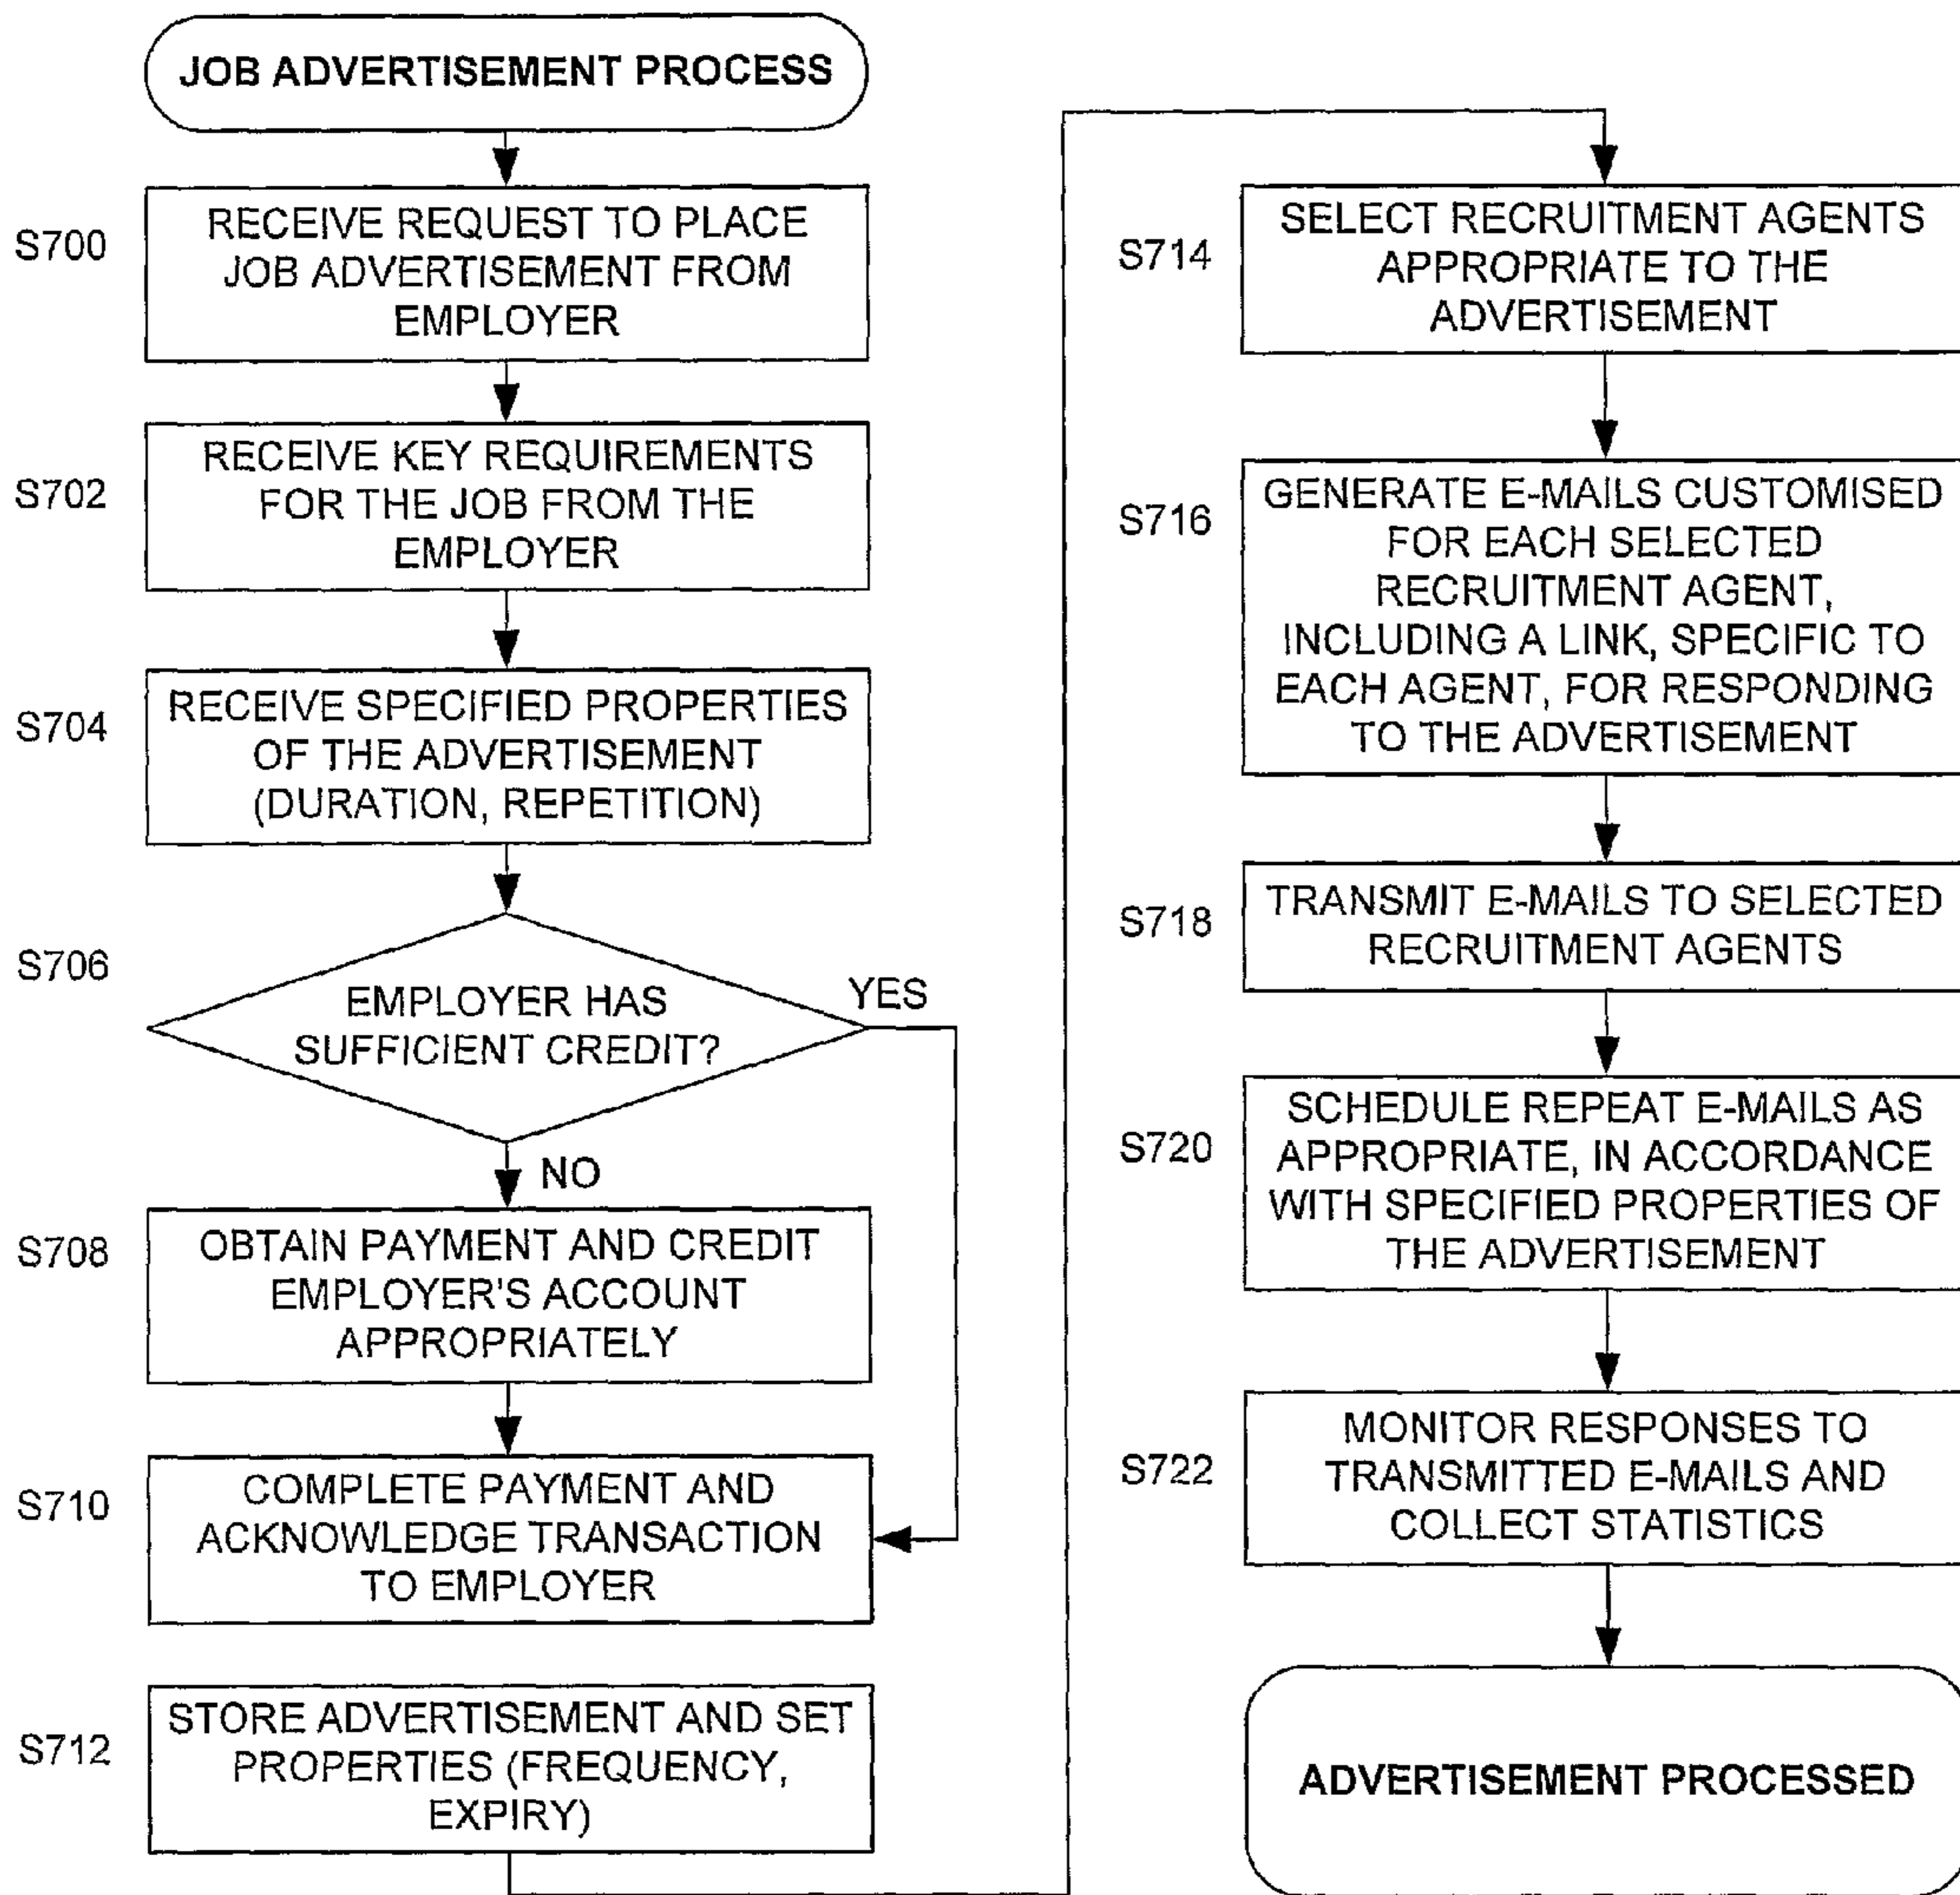 JOB ADVERTISEMENT PROCESS
S700
RECEIVE REQUEST TO PLACE
JOB ADVERTISEMENT FROM
EMPLOYER
S702
RECEIVE KEY REQUIREMENTS
FOR THE JOB FROM THE
EMPLOYER
S704
RECEIVE SPECIFIED PROPERTIES
OF THE ADVERTISEMENT
(DURATION, REPETITION)
S706
EMPLOYER HAS
SUFFICIENT CREDIT?
YES
NO
S708
OBTAIN PAYMENT AND CREDIT
EMPLOYER'S ACCOUNT
APPROPRIATELY
S710
COMPLETE PAYMENT AND
ACKNOWLEDGE TRANSACTION
TO EMPLOYER
S712
STORE ADVERTISEMENT AND SET
PROPERTIES (FREQUENCY,
EXPIRY)
S714
SELECT RECRUITMENT AGENTS
APPROPRIATE TO THE
ADVERTISEMENT
S716
GENERATE E-MAILS CUSTOMISED
FOR EACH SELECTED
RECRUITMENT AGENT,
INCLUDING A LINK, SPECIFIC TO
EACH AGENT, FOR RESPONDING
TO THE ADVERTISEMENT
S718
TRANSMIT E-MAILS TO SELECTED
RECRUITMENT AGENTS
S720
SCHEDULE REPEAT E-MAILS AS
APPROPRIATE, IN ACCORDANCE
WITH SPECIFIED PROPERTIES OF
THE ADVERTISEMENT
S722
MONITOR RESPONSES TO
TRANSMITTED E-MAILS AND
COLLECT STATISTICS
ADVERTISEMENT PROCESSED